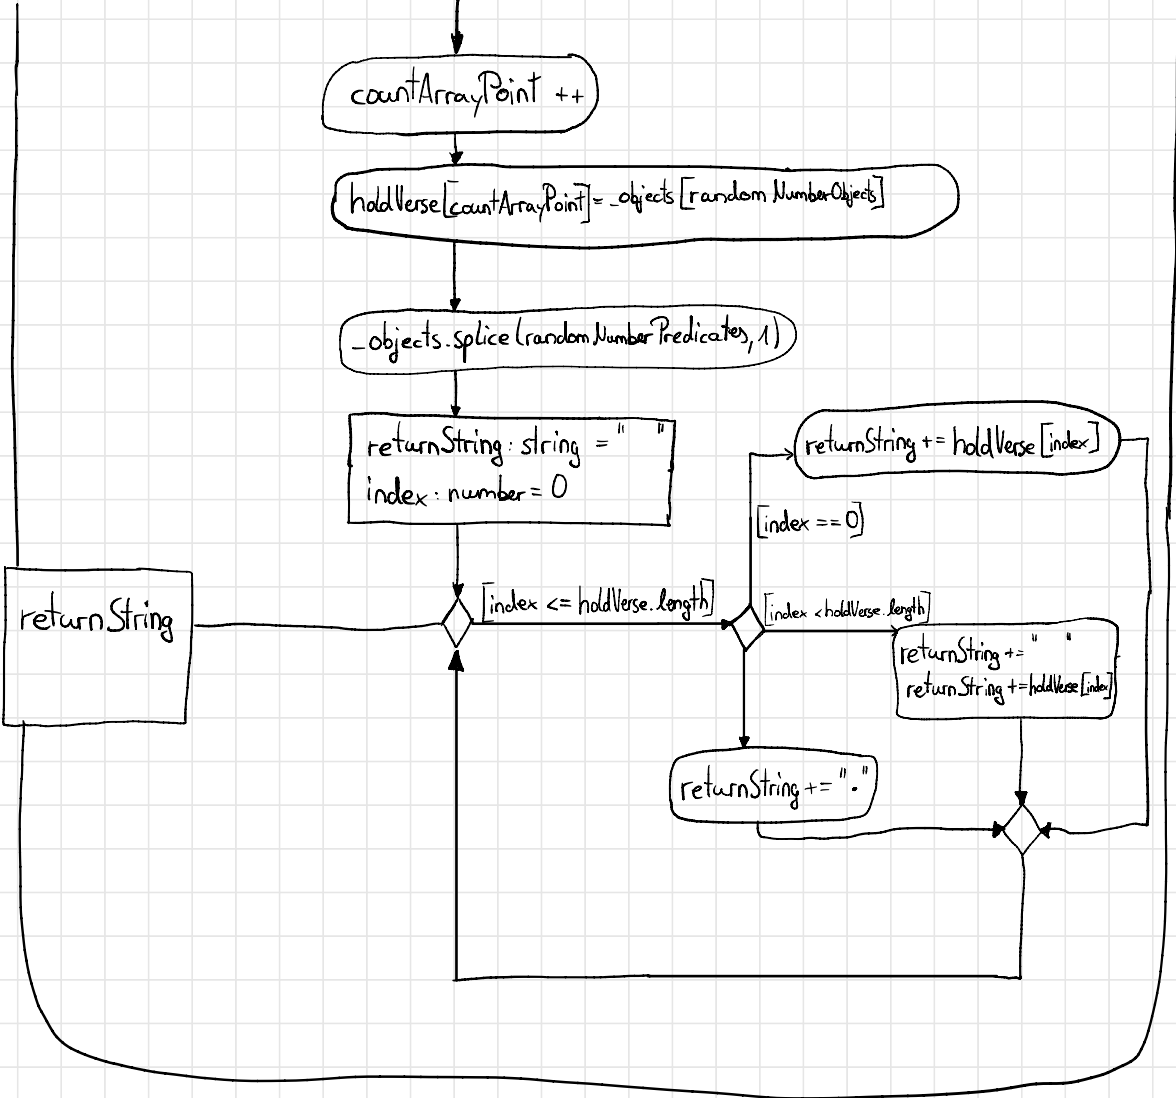 countArrayPoint ++
holdVerse[countArrayPoint]= _objects[randomNumberObjects]
_objects.splice(randomNumberPredicates,1)
returnString: string = " "
index: number = 0
returnString += holdVerse[index]
[index == 0]
[index <= holdVerse.length]
[index < holdVerse.length]
returnString
returnString += " "
returnString += holdVerse[index]
returnString += "."